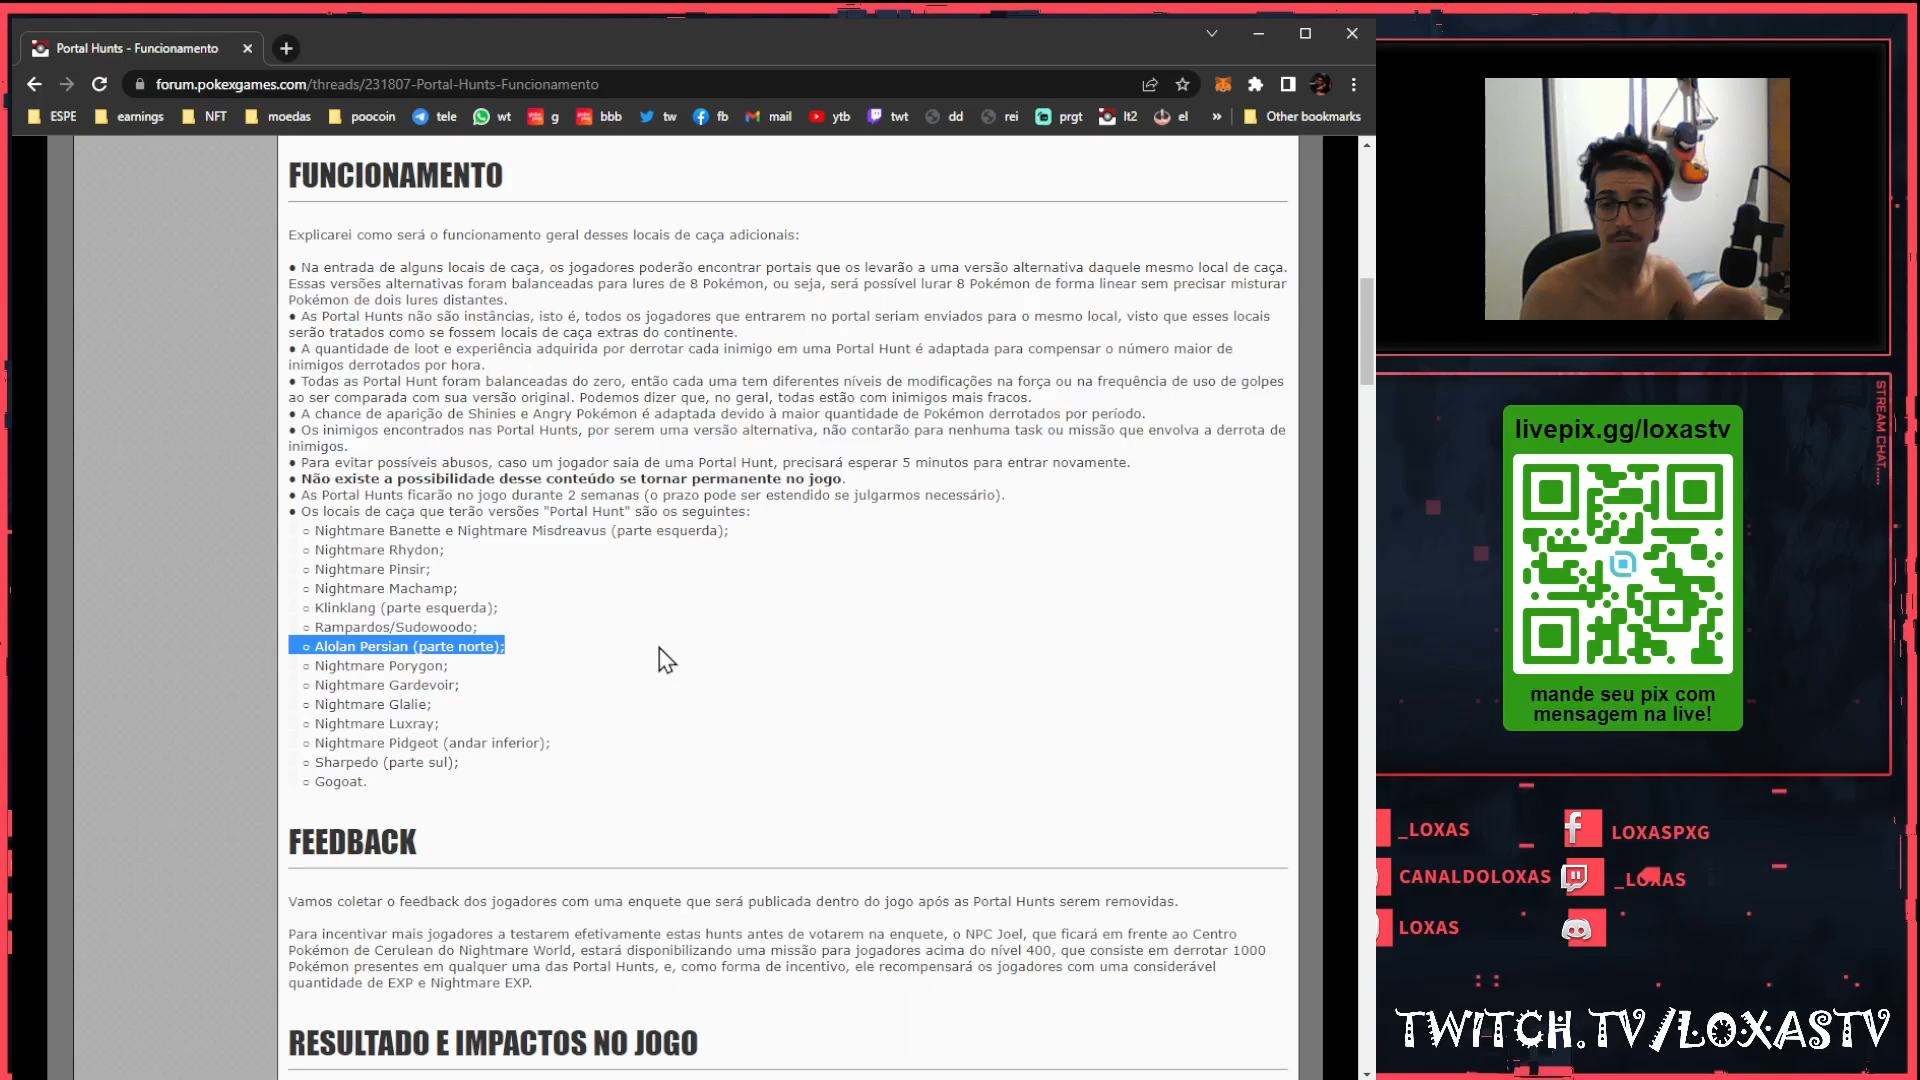 Portal Hunts - Funcionamento
forum.pokexgames.com/threads/231807-Portal-Hunts-Funcionamento
ESPE earnings NFT moedas poocoin tele wt g bbb tw fb mail ytb twt dd rei prgt lt2 el » Other bookmarks
FUNCIONAMENTO
Explicarei como será o funcionamento geral desses locais de caça adicionais:
● Na entrada de alguns locais de caça, os jogadores poderão encontrar portais que os levarão a uma versão alternativa daquele mesmo local de caça.
Essas versões alternativas foram balanceadas para lures de 8 Pokémon, ou seja, será possível lurar 8 Pokémon de forma linear sem precisar misturar
Pokémon de dois lures distantes.
● As Portal Hunts não são instâncias, isto é, todos os jogadores que entrarem no portal seriam enviados para o mesmo local, visto que esses locais
serão tratados como se fossem locais de caça extras do continente.
● A quantidade de loot e experiência adquirida por derrotar cada inimigo em uma Portal Hunt é adaptada para compensar o número maior de
inimigos derrotados por hora.
● Todas as Portal Hunt foram balanceadas do zero, então cada uma tem diferentes níveis de modificações na força ou na frequência de uso de golpes
ao ser comparada com sua versão original. Podemos dizer que, no geral, todas estão com inimigos mais fracos.
● A chance de aparição de Shinies e Angry Pokémon é adaptada devido à maior quantidade de Pokémon derrotados por período.
● Os inimigos encontrados nas Portal Hunts, por serem uma versão alternativa, não contarão para nenhuma task ou missão que envolva a derrota de
inimigos.
● Para evitar possíveis abusos, caso um jogador saia de uma Portal Hunt, precisará esperar 5 minutos para entrar novamente.
● Não existe a possibilidade desse conteúdo se tornar permanente no jogo.
● As Portal Hunts ficarão no jogo durante 2 semanas (o prazo pode ser estendido se julgarmos necessário).
● Os locais de caça que terão versões "Portal Hunt" são os seguintes:
○ Nightmare Banette e Nightmare Misdreavus (parte esquerda);
○ Nightmare Rhydon;
○ Nightmare Pinsir;
○ Nightmare Machamp;
○ Klinklang (parte esquerda);
○ Rampardos/Sudowoodo;
○ Alolan Persian (parte norte);
○ Nightmare Porygon;
○ Nightmare Gardevoir;
○ Nightmare Glalie;
○ Nightmare Luxray;
○ Nightmare Pidgeot (andar inferior);
○ Sharpedo (parte sul);
○ Gogoat.
FEEDBACK
Vamos coletar o feedback dos jogadores com uma enquete que será publicada dentro do jogo após as Portal Hunts serem removidas.
Para incentivar mais jogadores a testarem efetivamente estas hunts antes de votarem na enquete, o NPC Joel, que ficará em frente ao Centro
Pokémon de Cerulean do Nightmare World, estará disponibilizando uma missão para jogadores acima do nível 400, que consiste em derrotar 1000
Pokémon presentes em qualquer uma das Portal Hunts, e, como forma de incentivo, ele recompensará os jogadores com uma considerável
quantidade de EXP e Nightmare EXP.
RESULTADO E IMPACTOS NO JOGO
STREAM CHAT....
livepix.gg/loxastv
mande seu pix com
mensagem na live!
_LOXAS
LOXASPXG
CANALDOLOXAS
_LOXAS
LOXAS
TWITCH.TV/LOXASTV